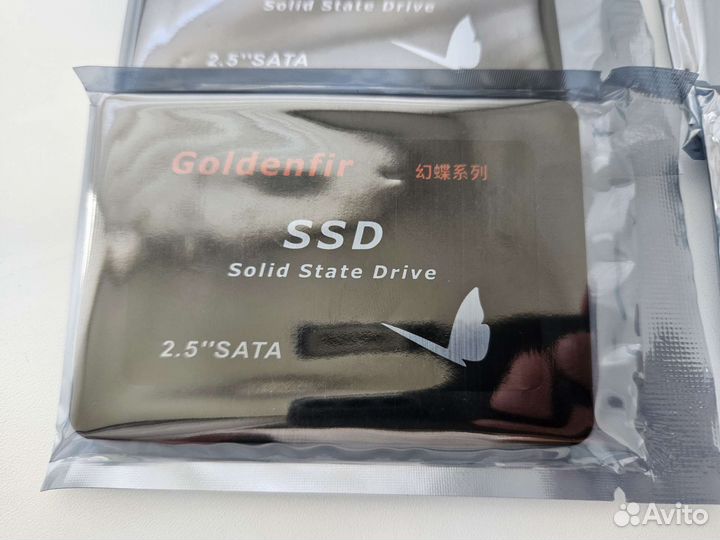 Solid State Drive
2.5''SATA
Goldenfir 幻蝶系列
SSD
Solid State Drive
2.5''SATA
Avito